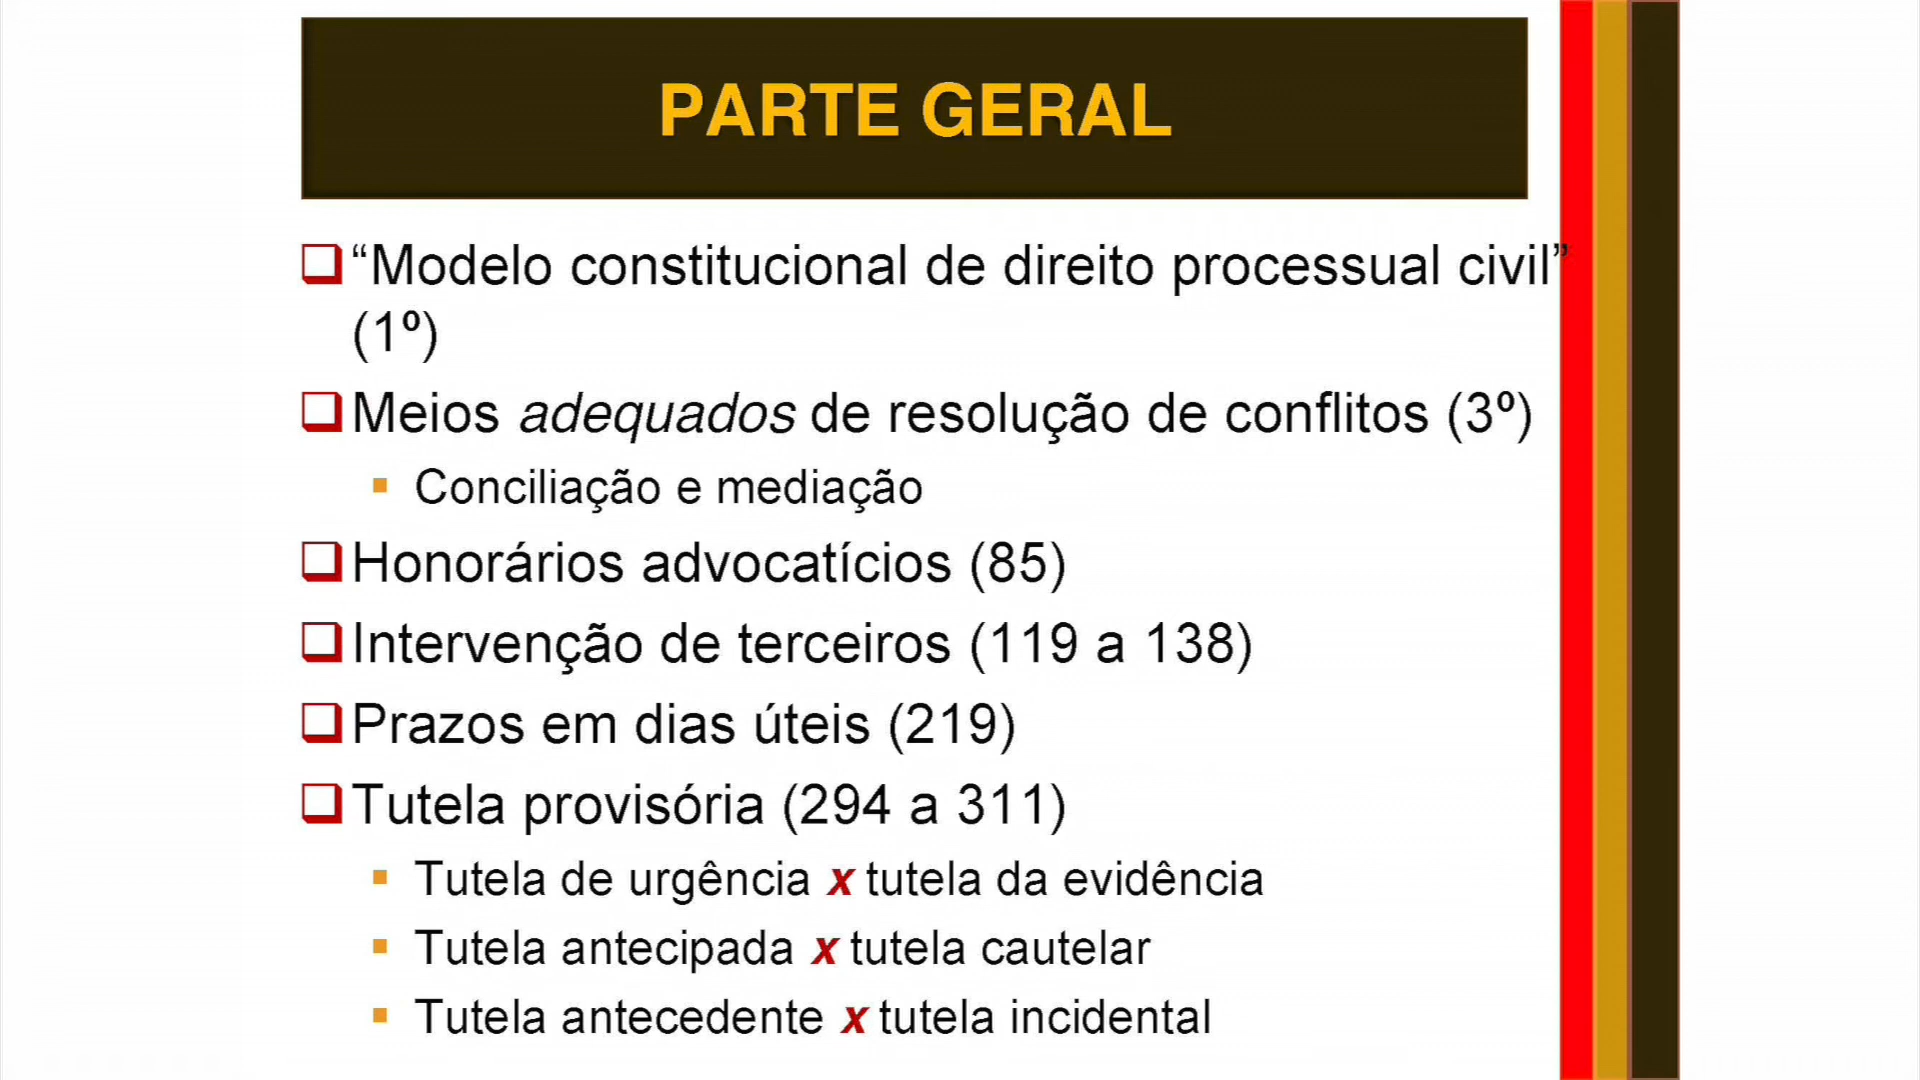 PARTE GERAL
“Modelo constitucional de direito processual civil”
(1º)
Meios adequados de resolução de conflitos (3º)
Conciliação e mediação
Honorários advocatícios (85)
Intervenção de terceiros (119 a 138)
Prazos em dias úteis (219)
Tutela provisória (294 a 311)
Tutela de urgência x tutela da evidência
Tutela antecipada x tutela cautelar
Tutela antecedente x tutela incidental